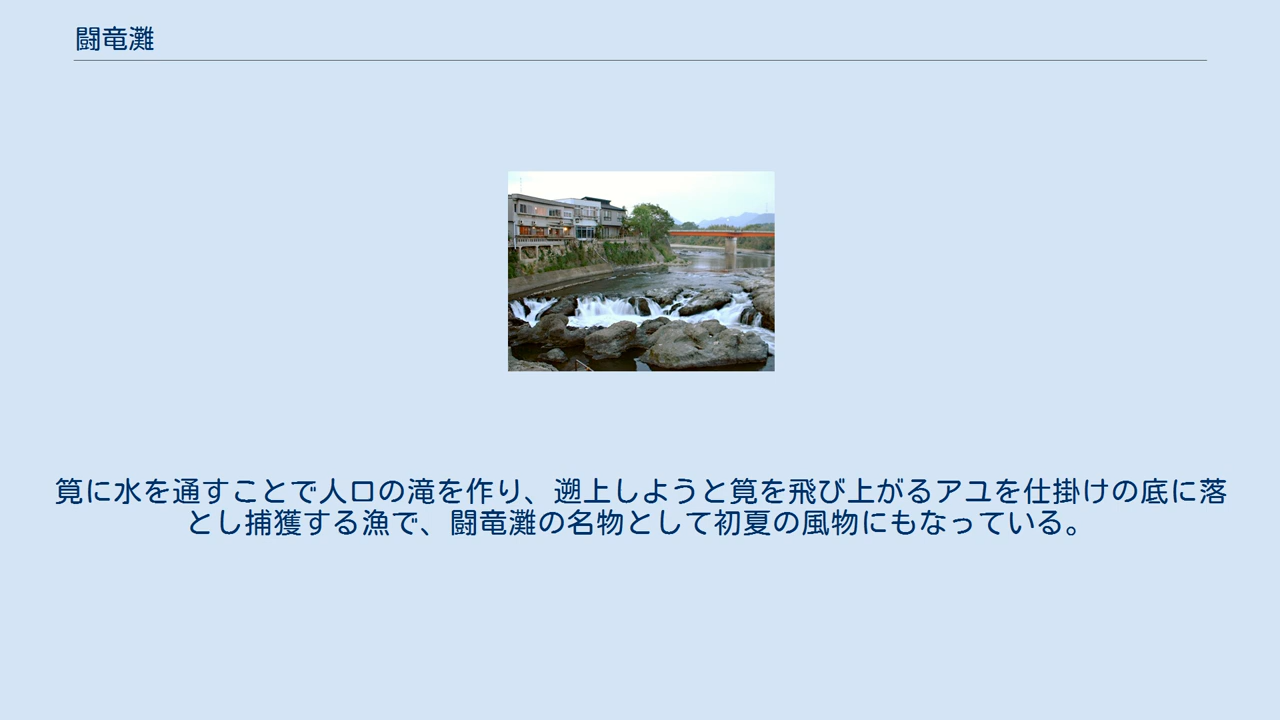 闘竜灘
筧に水を通すことで人口の滝を作り、遡上しようと筧を飛び上がるアユを仕掛けの底に落
とし捕獲する漁で、闘竜灘の名物として初夏の風物にもなっている。